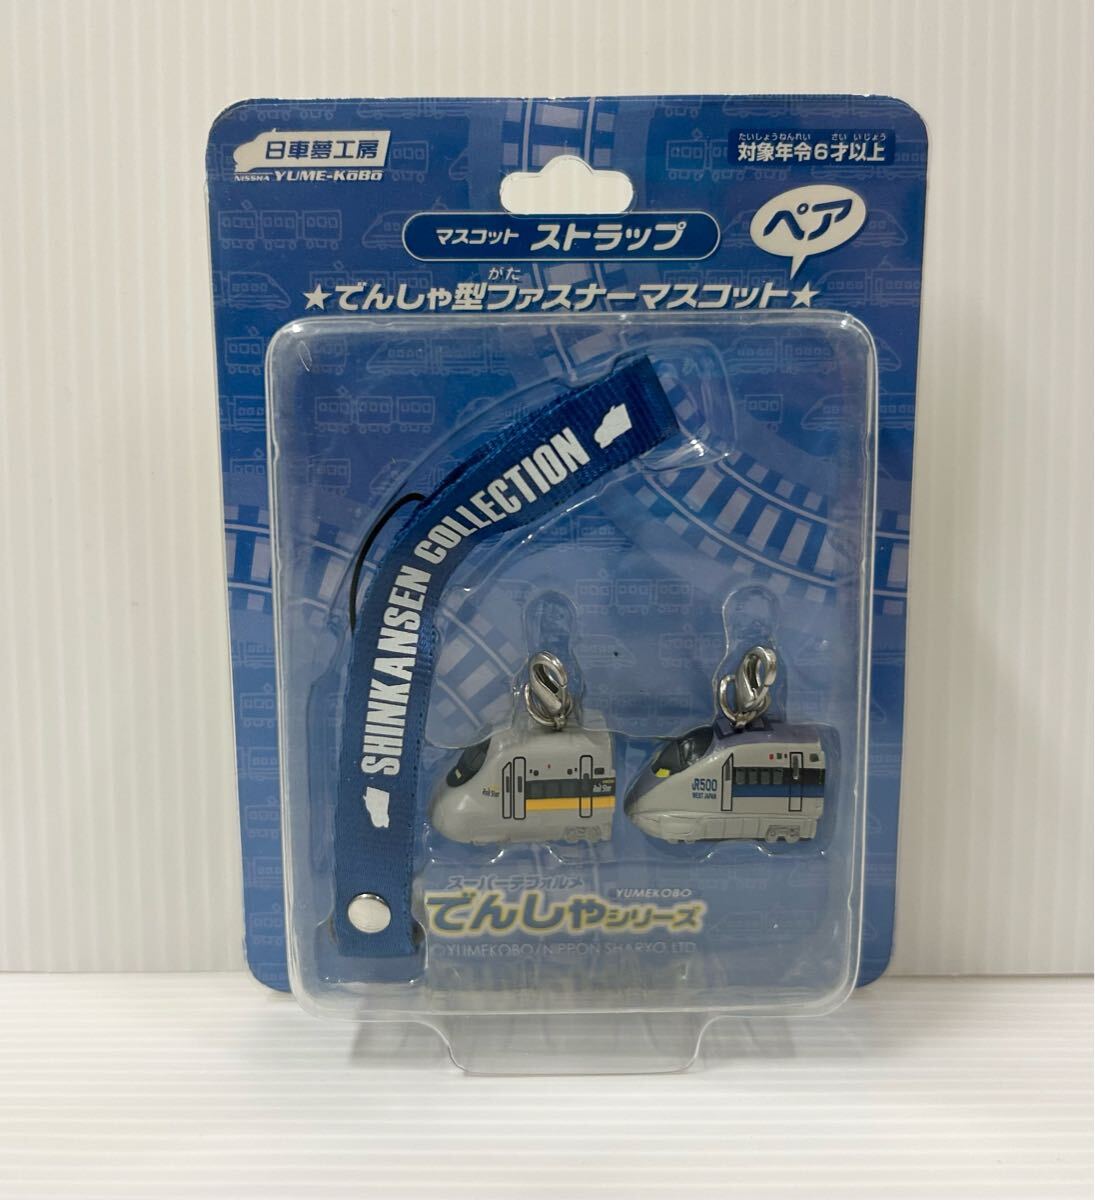 日車夢工房
NISSHA YUME-KōBō
たいしょうねんれい さい いじょう
対象年令6才以上
マスコット ストラップ
ペア
がた
★でんしゃ型ファスナーマスコット★
SHINKANSEN COLLECTION
Rail Star
Rail Star
JR500
WEST JAPAN
スーパーデフォルメ
YUMEKOBO
でんしゃシリーズ
©YUMEKOBO/NIPPON SHARYO LTD